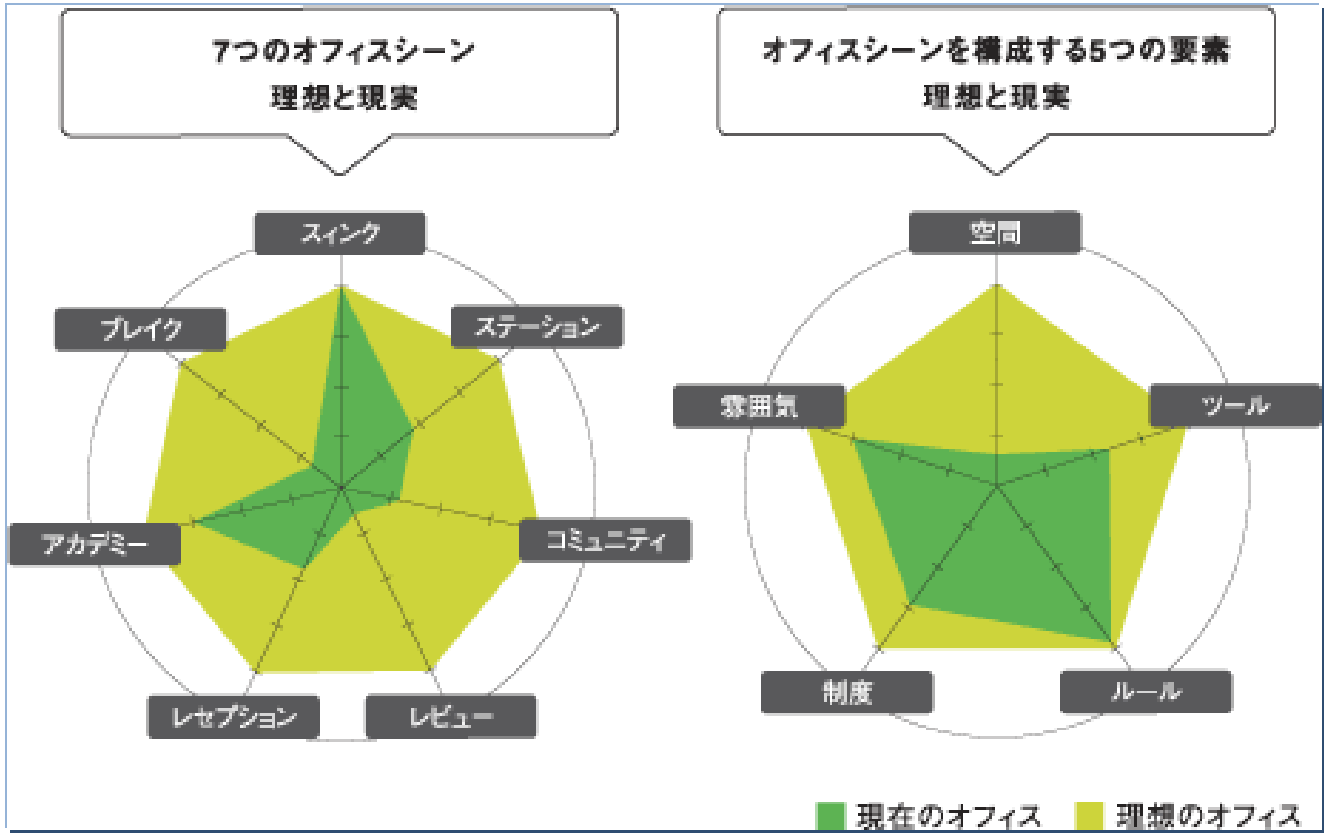 7つのオフィスシーン
理想と現実
スィンク
ブレイク
ステーション
アカデミー
コミュニティ
レセプション
レビュー
オフィスシーンを構成する5つの要素
理想と現実
空間
雰囲気
ツール
制度
ルール
現在のオフィス
理想のオフィス